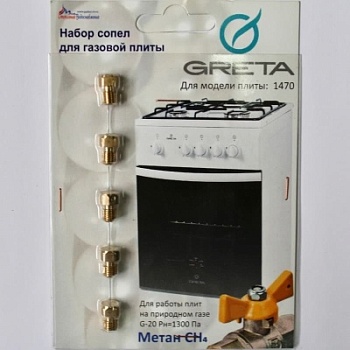 Набор сопел
для газовой плиты
GRETA
Для модели плиты: 1470
Для работы плит
на природном газе
G-20 Рн=1300 Па
Метан CH₄